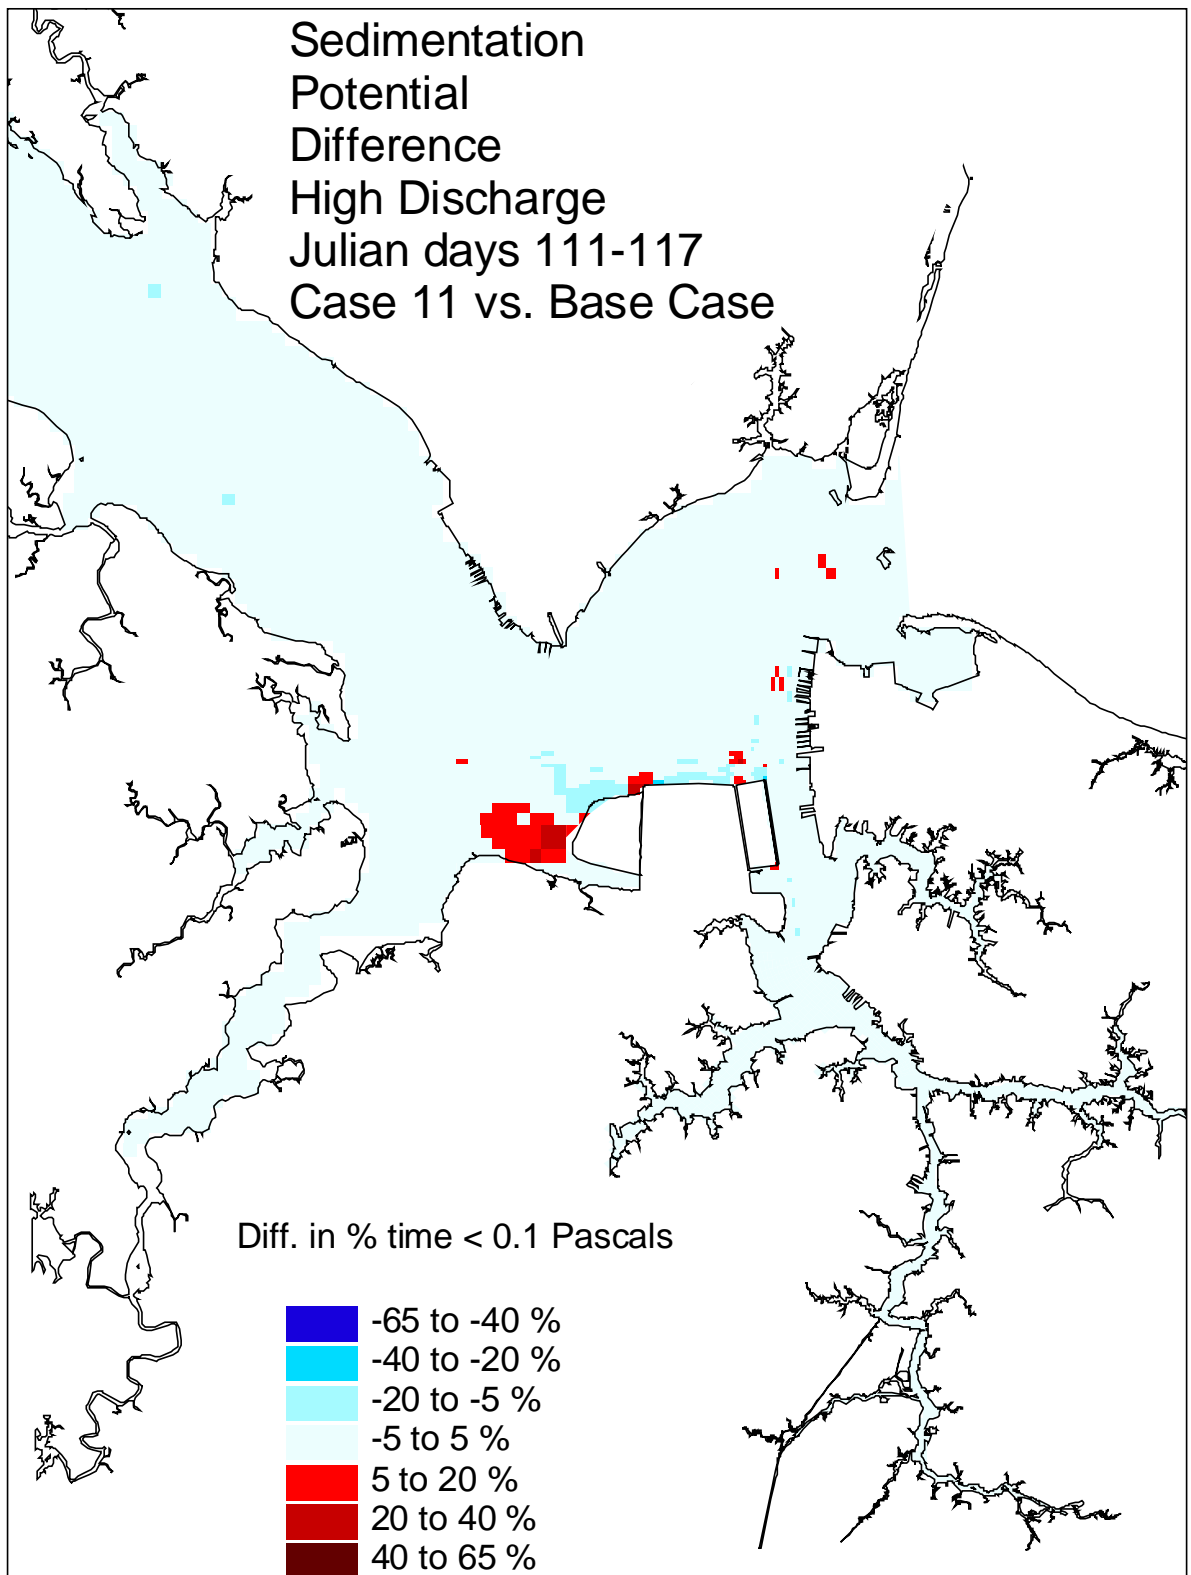 Sedimentation
Potential
Difference
High Discharge
Julian days 111-117
Case 11 vs. Base Case
Diff. in % time < 0.1 Pascals
-65 to -40 %
-40 to -20 %
-20 to -5 %
-5 to 5 %
5 to 20 %
20 to 40 %
40 to 65 %